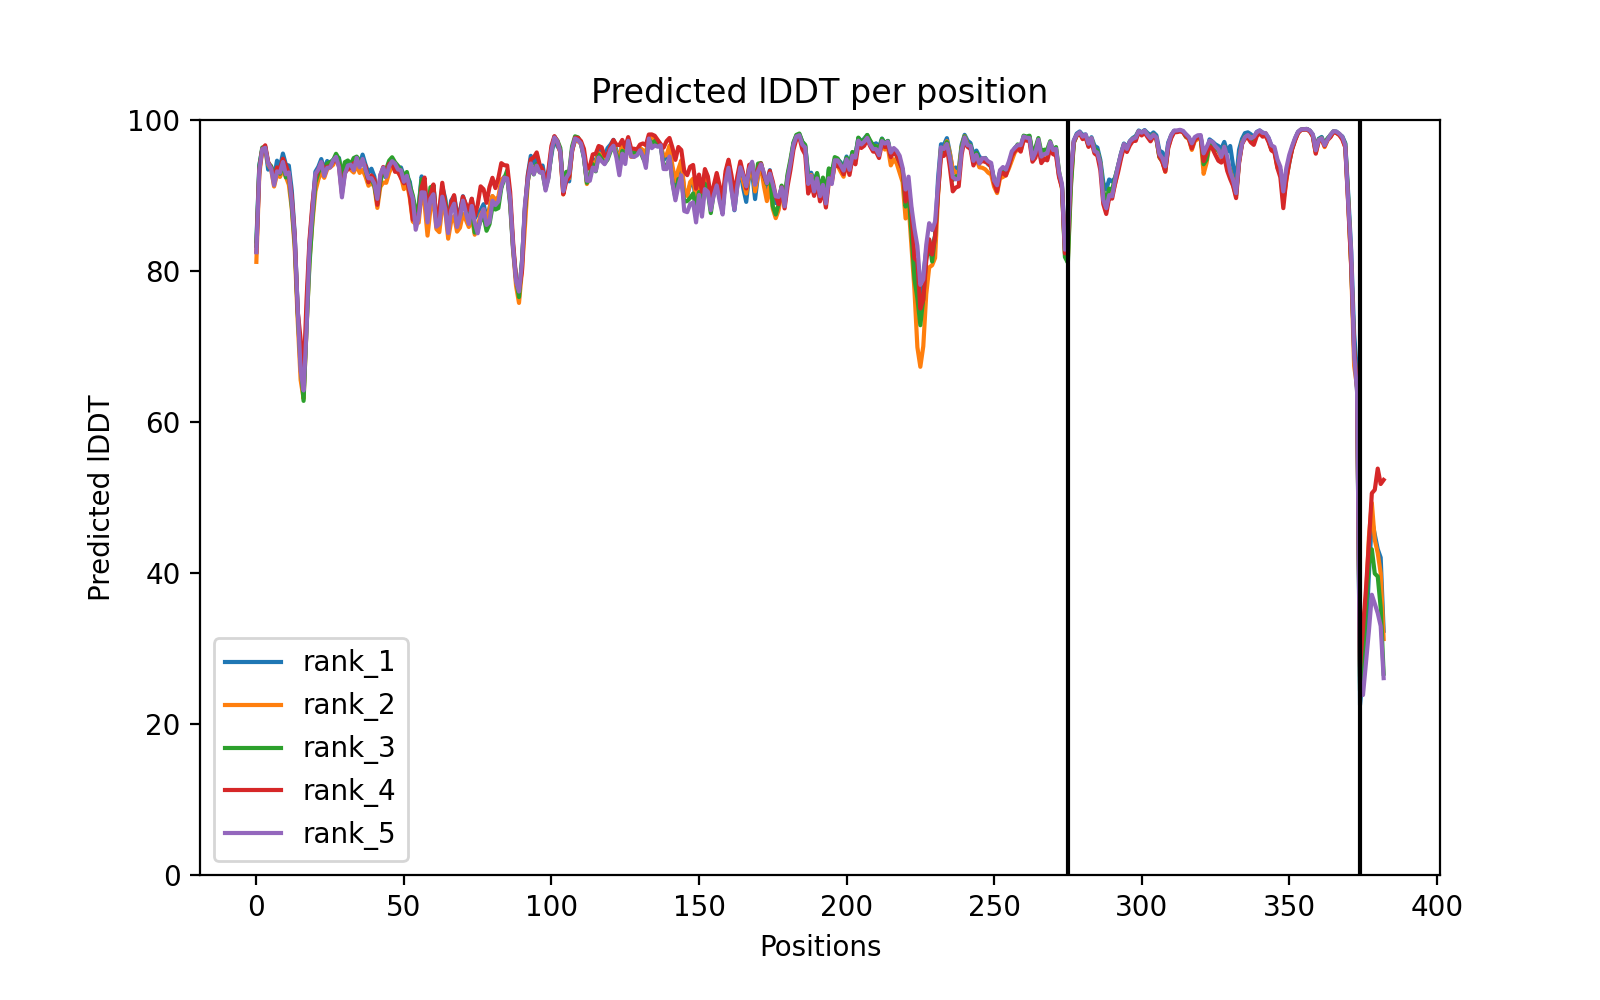 Predicted lDDT per position
100
80
60
40
20
0
Predicted lDDT
rank_1
rank_2
rank_3
rank_4
rank_5
0 50 100 150 200 250 300 350 400
Positions